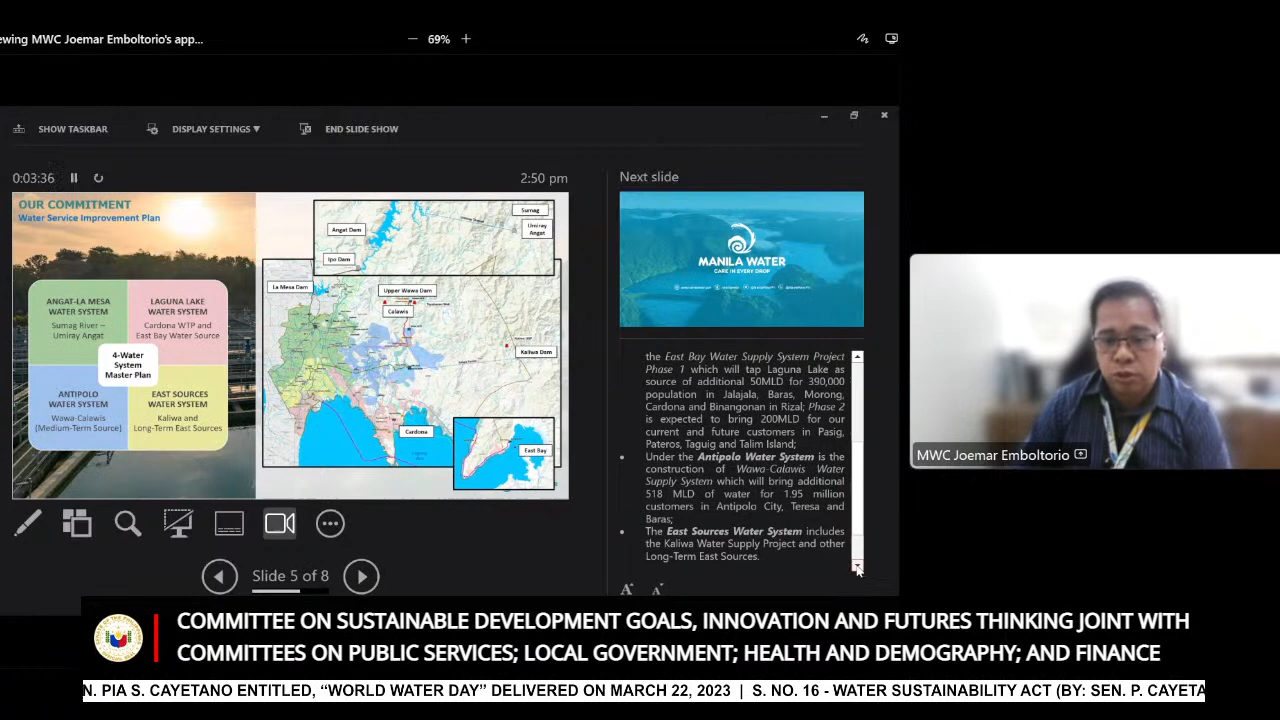 ewing MWC Joemar Emboltorio's app...
69%
SHOW TASKBAR
DISPLAY SETTINGS
END SLIDE SHOW
0:03:36
2:50 pm
OUR COMMITMENT
Water Service Improvement Plan
ANGAT-LA MESA
WATER SYSTEM
Sumag River –
Umiray Angat
LAGUNA LAKE
WATER SYSTEM
Cardona WTP and
East Bay Water Source
4-Water
System
Master Plan
ANTIPOLO
WATER SYSTEM
Wawa-Calawis
(Medium-Term Source)
EAST SOURCES
WATER SYSTEM
Kaliwa and
Long-Term East Sources
Sumag
Umiray
Angat
Angat Dam
Ipo Dam
La Mesa Dam
Upper Wawa Dam
Calawis
Kaliwa Dam
Cardona
East Bay
Slide 5 of 8
Next slide
MANILA WATER
CARE IN EVERY DROP
the East Bay Water Supply System Project
Phase 1 which will tap Laguna Lake as
source of additional 50MLD for 390,000
population in Jalajala, Baras, Morong,
Cardona and Binangonan in Rizal; Phase 2
is expected to bring 200MLD for our
current and future customers in Pasig,
Pateros, Taguig and Talim Island;
• Under the Antipolo Water System is the
construction of Wawa-Calawis Water
Supply System which will bring additional
518 MLD of water for 1.95 million
customers in Antipolo City, Teresa and
Baras;
• The East Sources Water System includes
the Kaliwa Water Supply Project and other
Long-Term East Sources.
MWC Joemar Emboltorio
COMMITTEE ON SUSTAINABLE DEVELOPMENT GOALS, INNOVATION AND FUTURES THINKING JOINT WITH
COMMITTEES ON PUBLIC SERVICES; LOCAL GOVERNMENT; HEALTH AND DEMOGRAPHY; AND FINANCE
N. PIA S. CAYETANO ENTITLED, “WORLD WATER DAY” DELIVERED ON MARCH 22, 2023 | S. NO. 16 - WATER SUSTAINABILITY ACT (BY: SEN. P. CAYETA